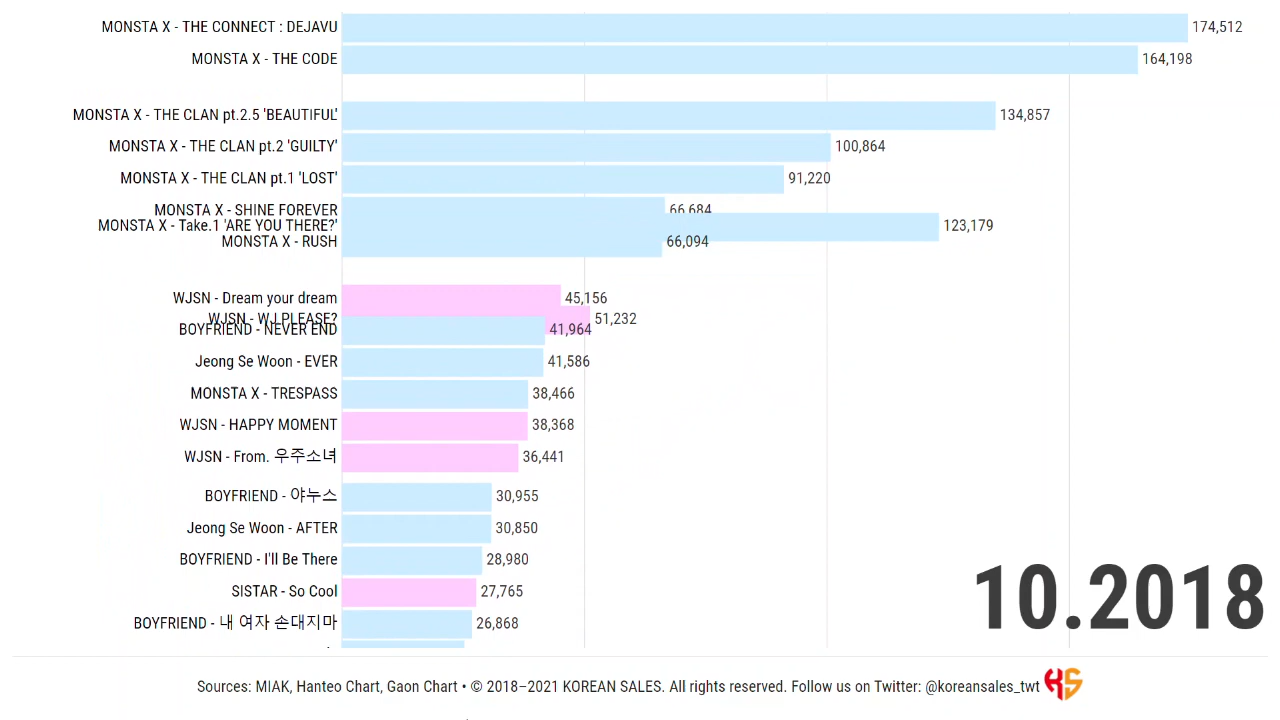 MONSTA X - THE CONNECT : DEJAVU 174,512
MONSTA X - THE CODE 164,198
MONSTA X - THE CLAN pt.2.5 'BEAUTIFUL' 134,857
MONSTA X - THE CLAN pt.2 'GUILTY' 100,864
MONSTA X - THE CLAN pt.1 'LOST' 91,220
MONSTA X - SHINE FOREVER 66,684
MONSTA X - Take.1 'ARE YOU THERE?' 123,179
MONSTA X - RUSH 66,094
WJSN - Dream your dream 45,156
WJSN - WJ PLEASE? 51,232
BOYFRIEND - NEVER END 41,964
Jeong Se Woon - EVER 41,586
MONSTA X - TRESPASS 38,466
WJSN - HAPPY MOMENT 38,368
WJSN - From. 우주소녀 36,441
BOYFRIEND - 야누스 30,955
Jeong Se Woon - AFTER 30,850
BOYFRIEND - I'll Be There 28,980
SISTAR - So Cool 27,765
BOYFRIEND - 내 여자 손대지마 26,868
10.2018
Sources: MIAK, Hanteo Chart, Gaon Chart • © 2018–2021 KOREAN SALES. All rights reserved. Follow us on Twitter: @koreansales_twt KS